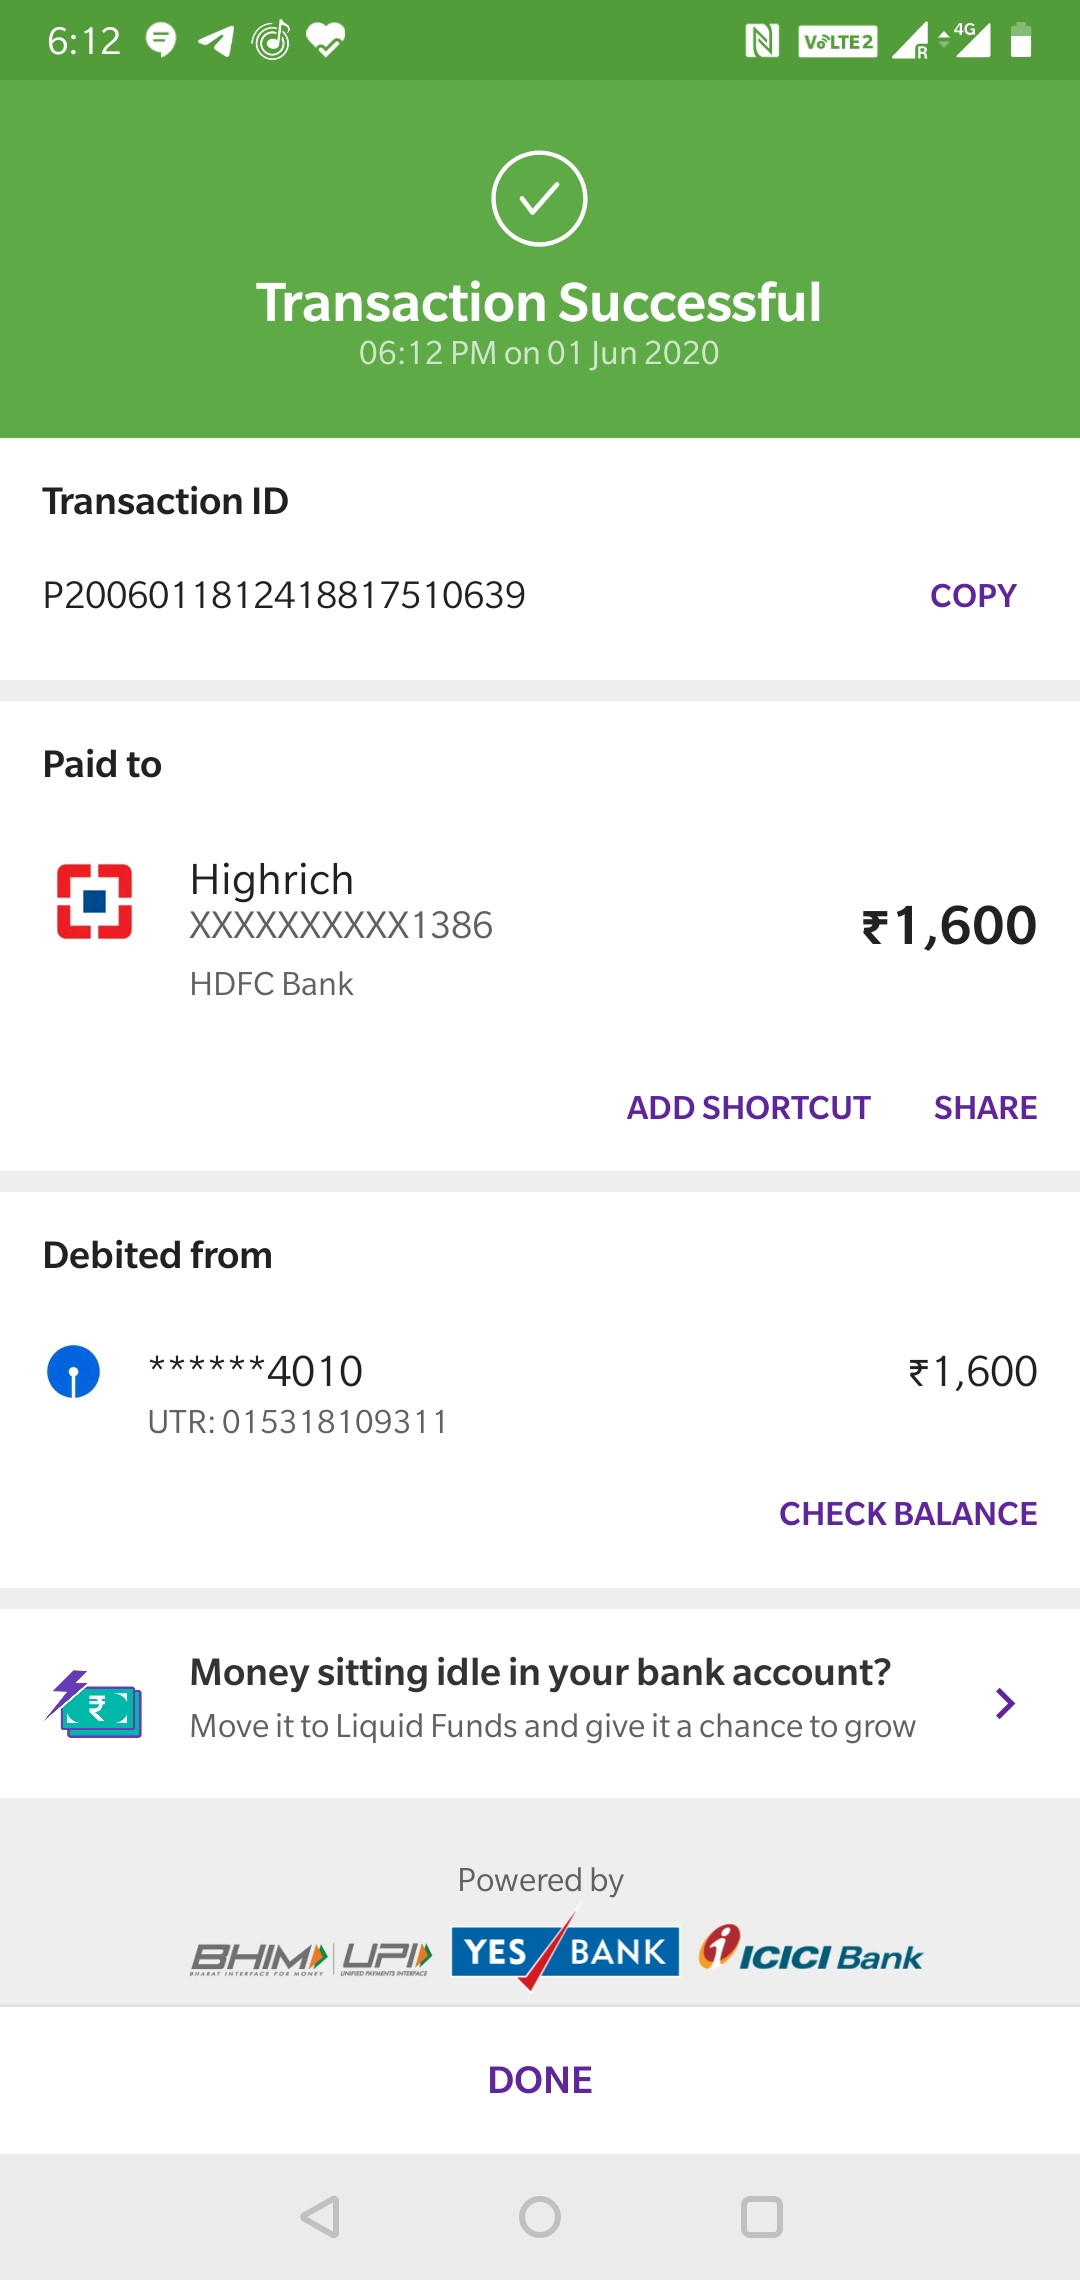 6:12 VoLTE2 R 4G
Transaction Successful
06:12 PM on 01 Jun 2020
Transaction ID
P2006011812418817510639 COPY
Paid to
Highrich
XXXXXXXXXX1386 ₹1,600
HDFC Bank
ADD SHORTCUT SHARE
Debited from
******4010 ₹1,600
UTR: 015318109311
CHECK BALANCE
Money sitting idle in your bank account?
Move it to Liquid Funds and give it a chance to grow
Powered by
BHIM UPI YES BANK ICICI Bank
BHARAT INTERFACE FOR MONEY UNIFIED PAYMENTS INTERFACE
DONE